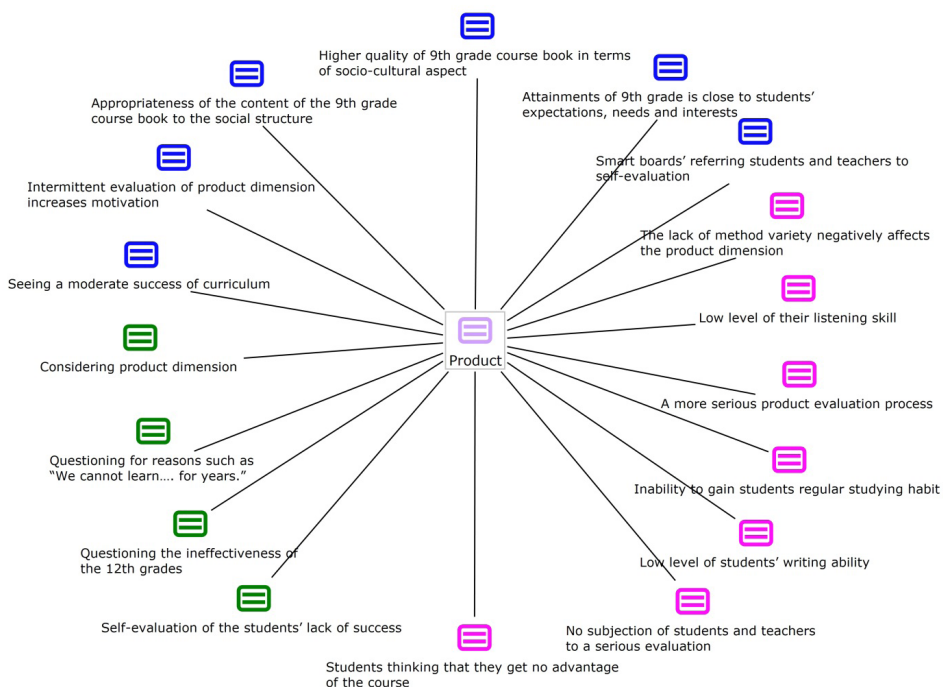 Higher quality of 9th grade course book in terms
of socio-cultural aspect
Appropriateness of the content of the 9th grade
course book to the social structure
Attainments of 9th grade is close to students’
expectations, needs and interests
Smart boards’ referring students and teachers to
self-evaluation
Intermittent evaluation of product dimension
increases motivation
The lack of method variety negatively affects
the product dimension
Seeing a moderate success of curriculum
Low level of their listening skill
Product
Considering product dimension
A more serious product evaluation process
Questioning for reasons such as
“We cannot learn.... for years.”
Inability to gain students regular studying habit
Questioning the ineffectiveness of
the 12th grades
Low level of students’ writing ability
Self-evaluation of the students’ lack of success
No subjection of students and teachers
to a serious evaluation
Students thinking that they get no advantage
of the course